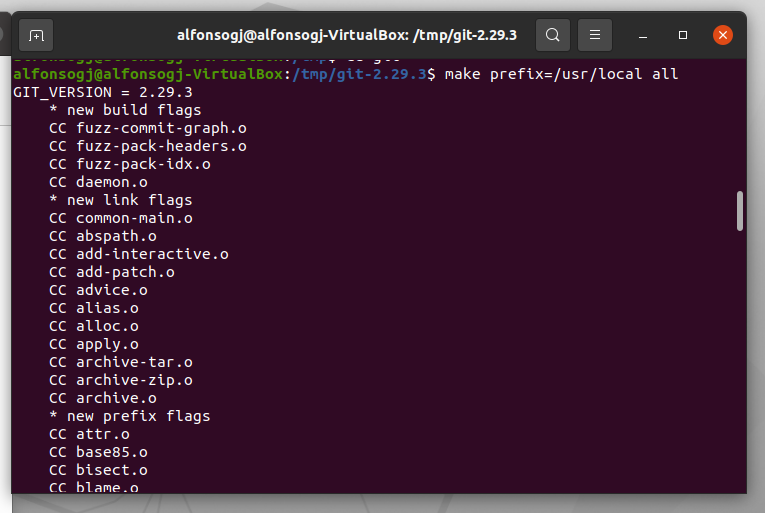 alfonsogj@alfonsogj-VirtualBox: /tmp/git-2.29.3
alfonsogj@alfonsogj-VirtualBox:/tmp/git-2.29.3$ make prefix=/usr/local all
GIT_VERSION = 2.29.3
* new build flags
CC fuzz-commit-graph.o
CC fuzz-pack-headers.o
CC fuzz-pack-idx.o
CC daemon.o
* new link flags
CC common-main.o
CC abspath.o
CC add-interactive.o
CC add-patch.o
CC advice.o
CC alias.o
CC alloc.o
CC apply.o
CC archive-tar.o
CC archive-zip.o
CC archive.o
* new prefix flags
CC attr.o
CC base85.o
CC bisect.o
CC blame.o